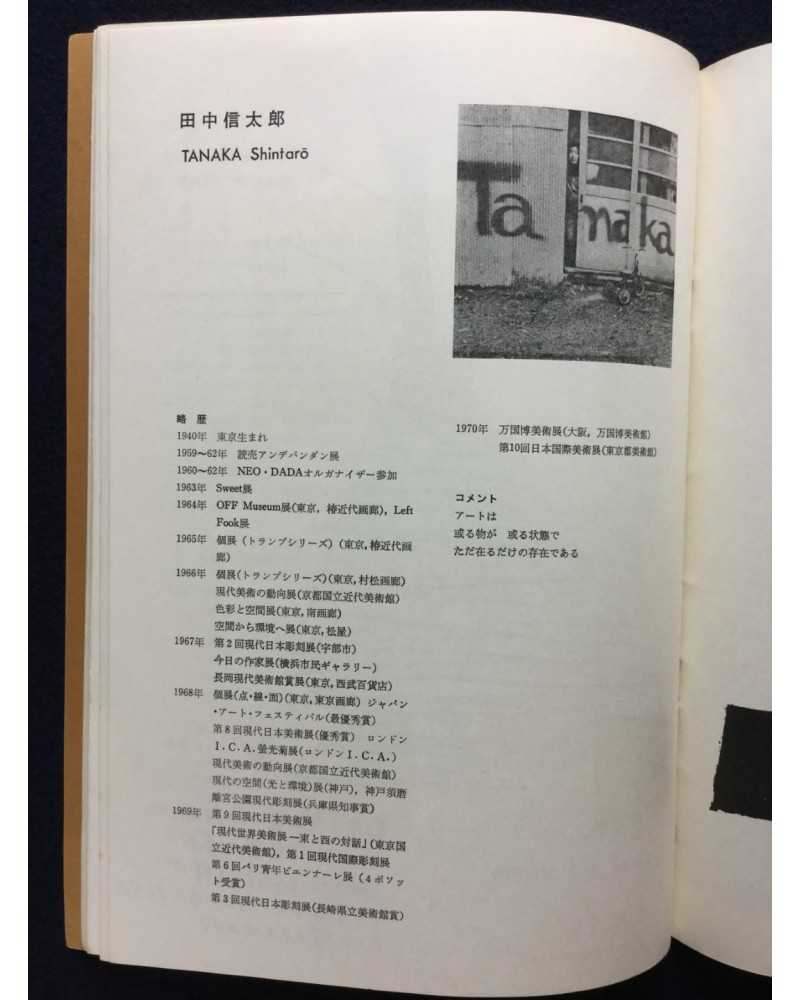 田中信太郎
TANAKA Shintarō
Ta
naka
略 歴
1940年 東京生まれ
1959〜62年 読売アンデパンダン展
1960〜62年 NEO・DADAオルガナイザー参加
1963年 Sweet展
1964年 OFF Museum展(東京, 椿近代画廊), Left
Fook展
1965年 個展 (トランプシリーズ) (東京, 椿近代画
廊)
1966年 個展(トランプシリーズ)(東京, 村松画廊)
現代美術の動向展(京都国立近代美術館)
色彩と空間展(東京, 南画廊)
空間から環境へ展(東京, 松屋)
1967年 第2回現代日本彫刻展(宇部市)
今日の作家展(横浜市民ギャラリー)
長岡現代美術館賞展(東京, 西武百貨店)
1968年 個展(点・線・面)(東京, 東京画廊) ジャパン
・アート・フェスティバル(最優秀賞)
第8回現代日本美術展(優秀賞) ロンドン
I.C.A.螢光菊展(ロンドンI.C.A.)
現代美術の動向展(京都国立近代美術館)
現代の空間(光と環境)展(神戸), 神戸須磨
離宮公園現代彫刻展(兵庫県知事賞)
1969年 第9回現代日本美術展
「現代世界美術展—東と西の対話」(東京国
立近代美術館), 第1回現代国際彫刻展
第6回パリ青年ビエンナーレ展 (4ポソッ
ト受賞)
第3回現代日本彫刻展(長崎県立美術館賞)
1970年 万国博美術展(大阪, 万国博美術館)
第10回日本国際美術展(東京都美術館)
コメント
アートは
或る物が 或る状態で
ただ在るだけの存在である